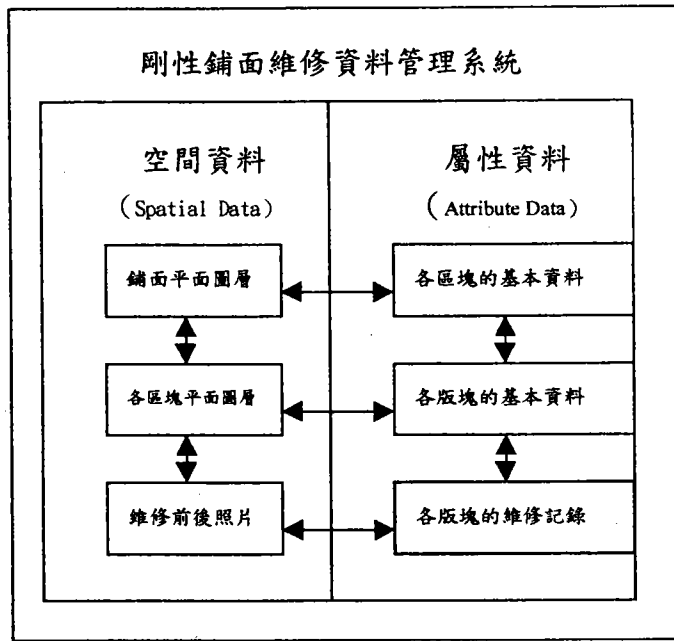 剛性鋪面維修資料管理系統
空間資料
(Spatial Data)
鋪面平面圖層
各區塊平面圖層
維修前後照片
屬性資料
(Attribute Data)
各區塊的基本資料
各版塊的基本資料
各版塊的維修記錄